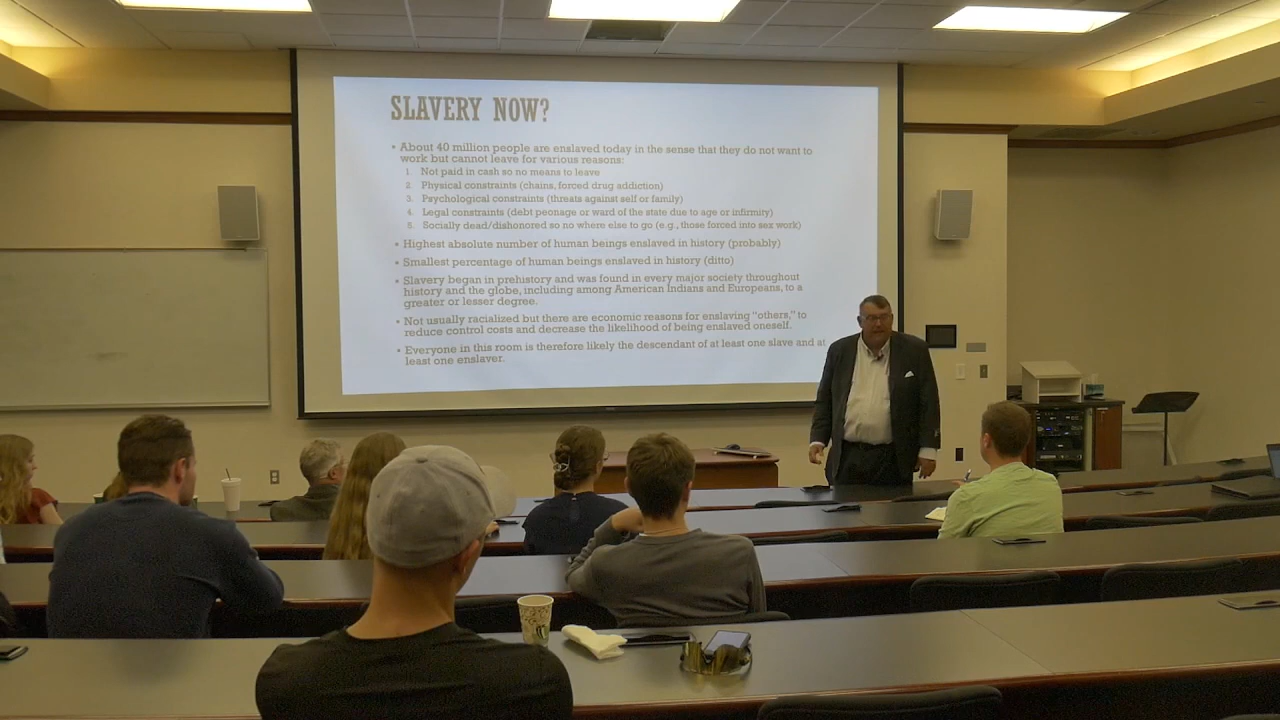 SLAVERY NOW?
• About 40 million people are enslaved today in the sense that they do not want to
work but cannot leave for various reasons:
1. Not paid in cash so no means to leave
2. Physical constraints (chains, forced drug addiction)
3. Psychological constraints (threats against self or family)
4. Legal constraints (debt peonage or ward of the state due to age or infirmity)
5. Socially dead/dishonored so no where else to go (e.g., those forced into sex work)
• Highest absolute number of human beings enslaved in history (probably)
• Smallest percentage of human beings enslaved in history (ditto)
• Slavery began in prehistory and was found in every major society throughout
history and the globe, including among American Indians and Europeans, to a
greater or lesser degree.
• Not usually racialized but there are economic reasons for enslaving "others," to
reduce control costs and decrease the likelihood of being enslaved oneself.
• Everyone in this room is therefore likely the descendant of at least one slave and at
least one enslaver.